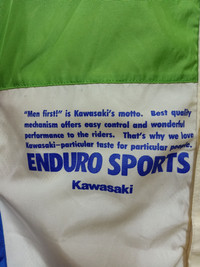 "Men first!" is Kawasaki's motto. Best quality
mechanism offers easy control and wonderful
performance to the riders. That's why we love
Kawasaki-particular taste for particular people.
ENDURO SPORTS
Kawasaki